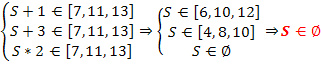 {S + 1 ∈ [7,11,13]
S + 3 ∈ [7,11,13] ⇒
S * 2 ∈ [7,11,13]
{S ∈ [6,10,12]
S ∈ [4,8,10] ⇒ S ∈ ∅
S ∈ ∅